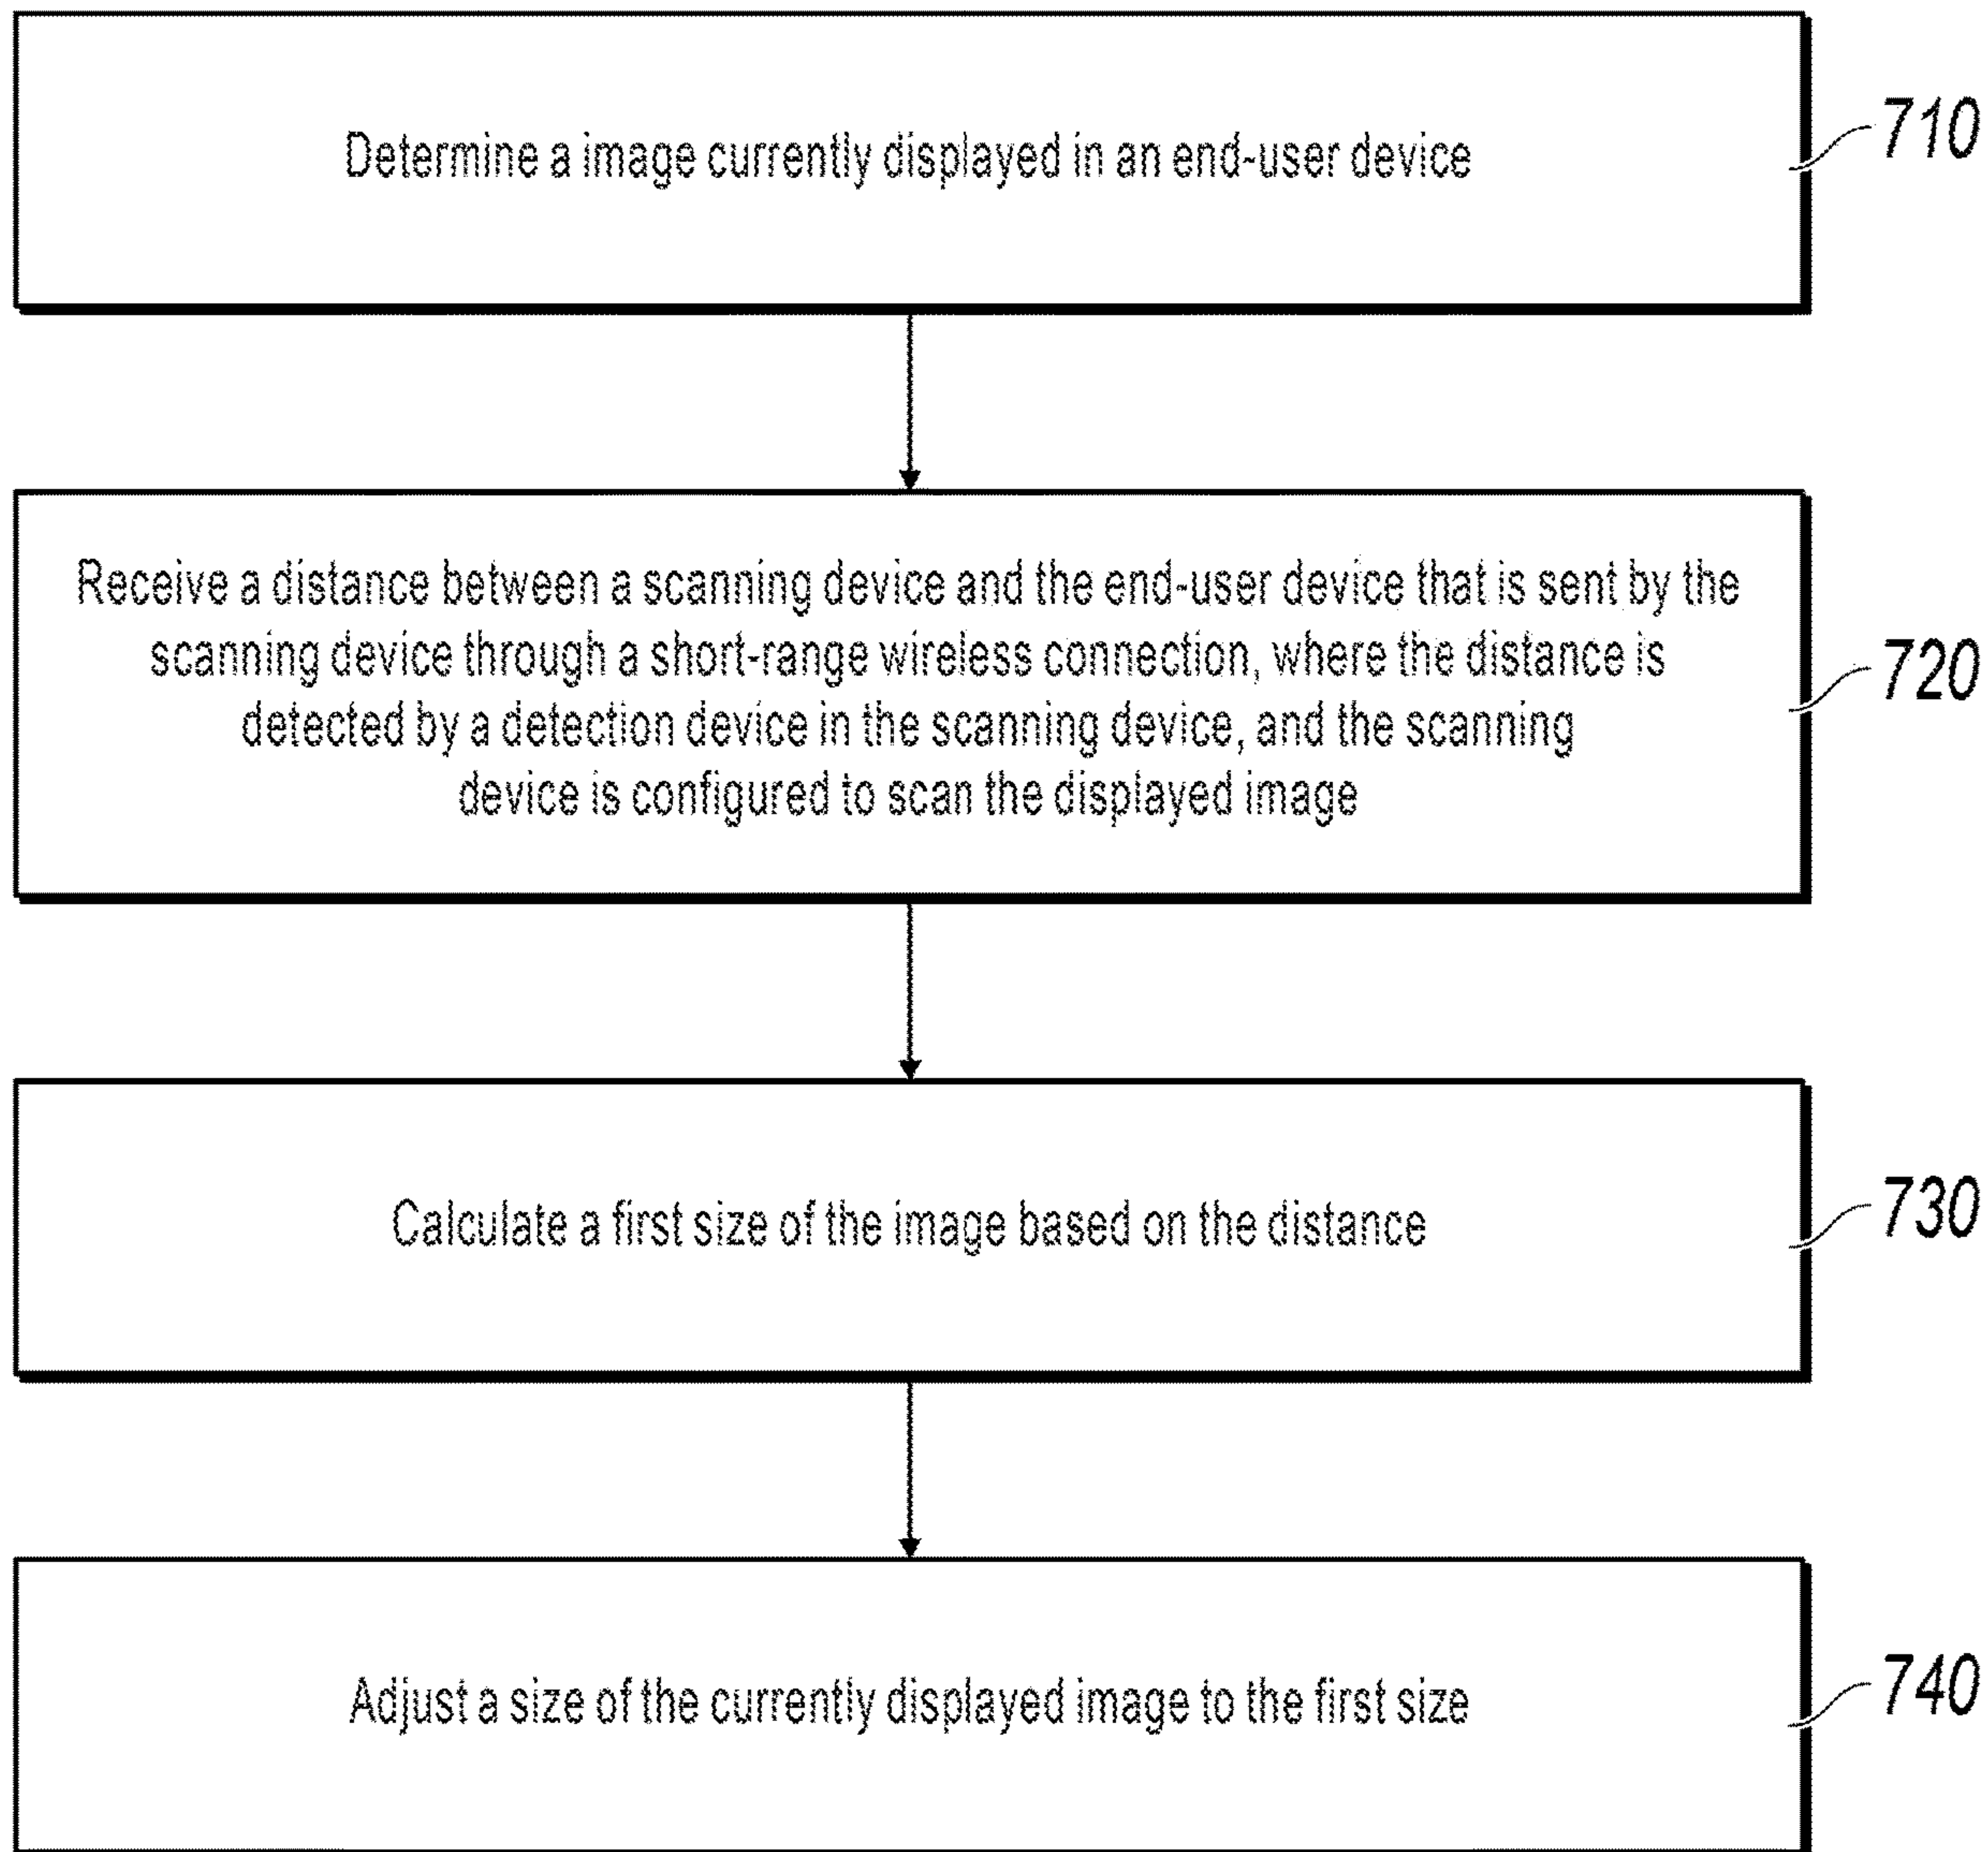 Determine a image currently displayed in an end-user device
710
Receive a distance between a scanning device and the end-user device that is sent by the
scanning device through a short-range wireless connection, where the distance is
detected by a detection device in the scanning device, and the scanning
device is configured to scan the displayed image
720
Calculate a first size of the image based on the distance
730
Adjust a size of the currently displayed image to the first size
740